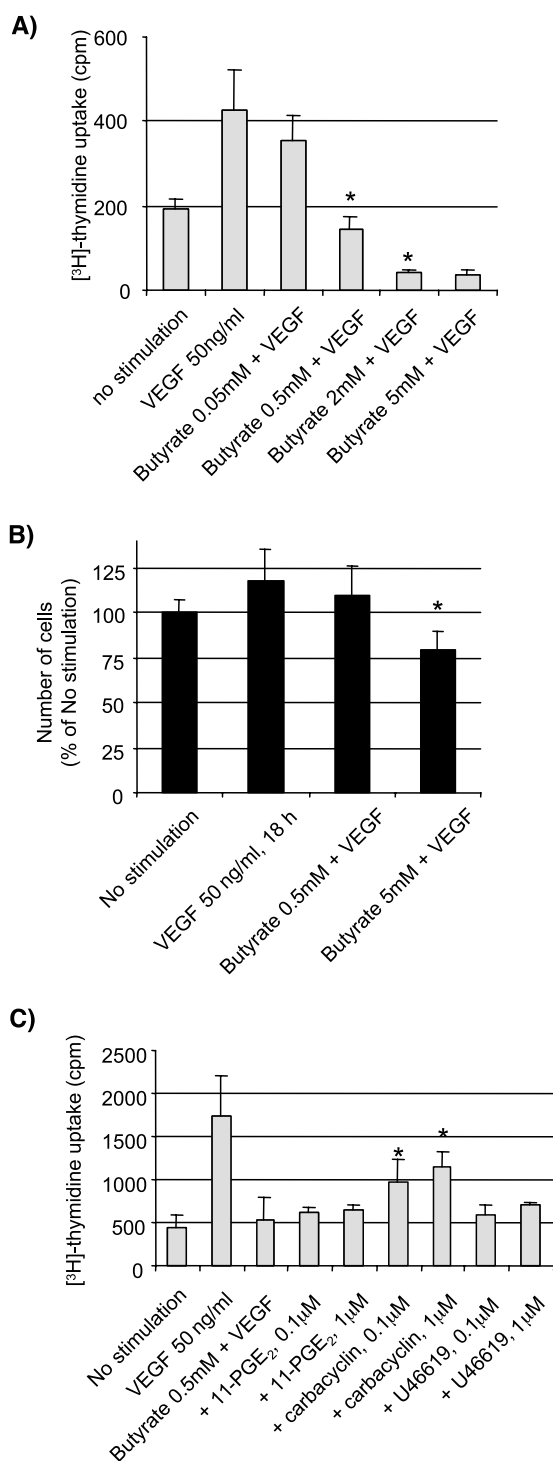 A)
[³H]-thymidine uptake (cpm)
600
400
200
0
*
*
no stimulation
VEGF 50ng/ml
Butyrate 0.05mM + VEGF
Butyrate 0.5mM + VEGF
Butyrate 2mM + VEGF
Butyrate 5mM + VEGF
B)
Number of cells
(% of No stimulation)
125
100
75
50
25
0
*
No stimulation
VEGF 50 ng/ml, 18 h
Butyrate 0.5mM + VEGF
Butyrate 5mM + VEGF
C)
[³H]-thymidine uptake (cpm)
2500
2000
1500
1000
500
0
*
*
No stimulation
VEGF 50 ng/ml
Butyrate 0.5mM + VEGF
+ 11-PGE₂, 0.1µM
+ 11-PGE₂, 1µM
+ carbacyclin, 0.1µM
+ carbacyclin, 1µM
+ U46619, 0.1µM
+ U46619, 1µM